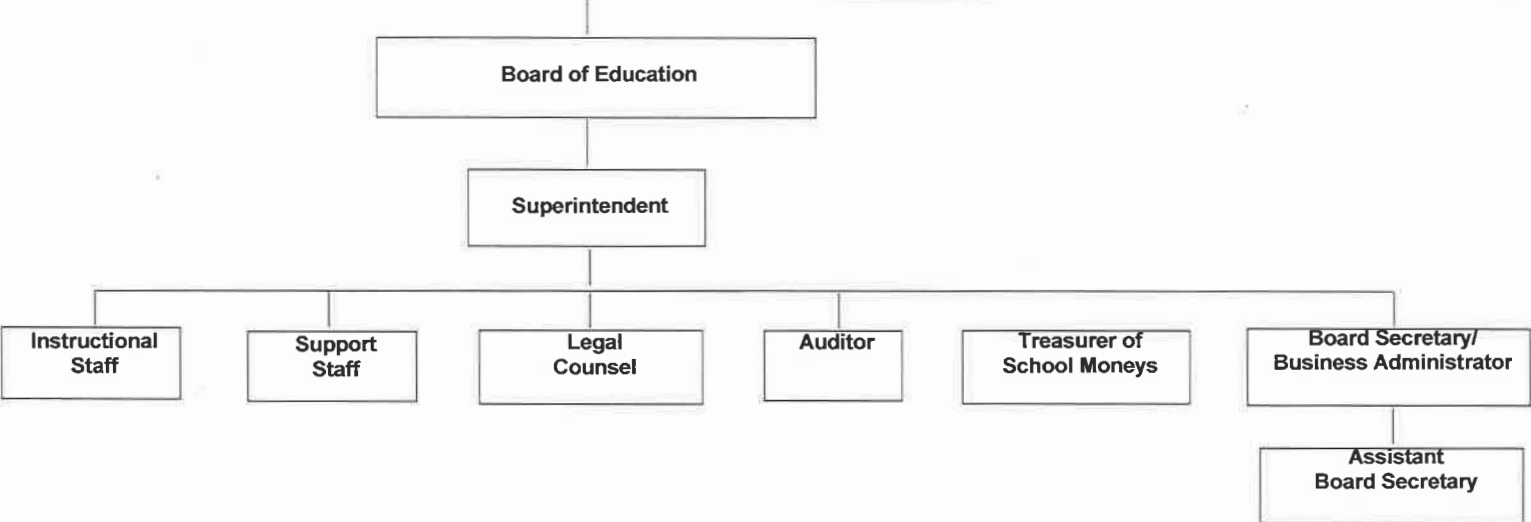 Board of Education
Superintendent
Instructional
Staff
Support
Staff
Legal
Counsel
Auditor
Treasurer of
School Moneys
Board Secretary/
Business Administrator
Assistant
Board Secretary